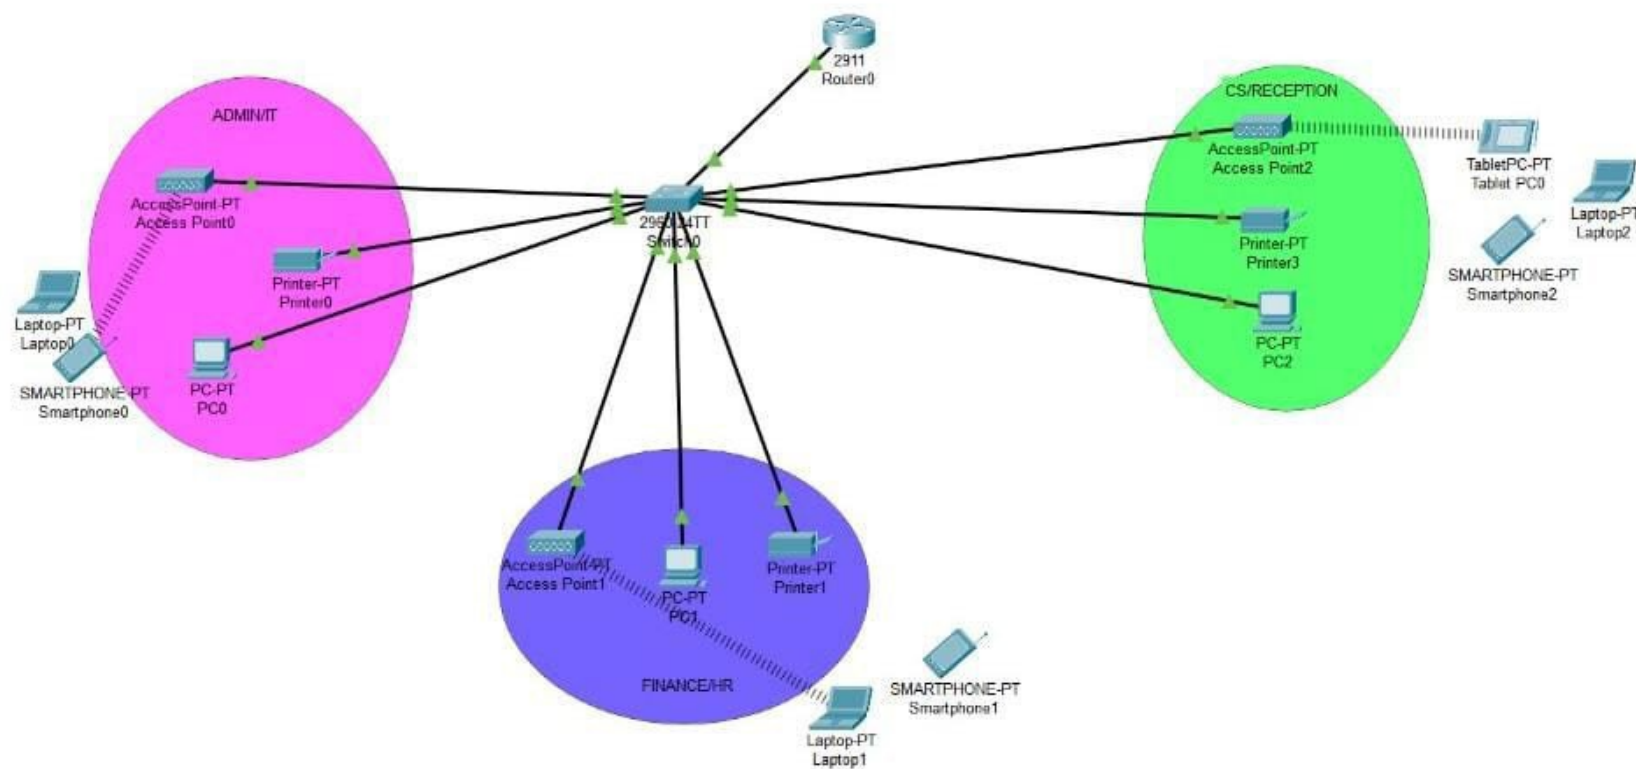 2911
Router0
ADMIN/IT
AccessPoint-PT
Access Point0
Printer-PT
Printer0
Laptop-PT
Laptop0
SMARTPHONE-PT
Smartphone0
PC-PT
PC0
2960-24TT
Switch0
CS/RECEPTION
AccessPoint-PT
Access Point2
TabletPC-PT
Tablet PC0
Laptop-PT
Laptop2
Printer-PT
Printer3
SMARTPHONE-PT
Smartphone2
PC-PT
PC2
AccessPoint-PT
Access Point1
PC-PT
PC1
Printer-PT
Printer1
FINANCE/HR
SMARTPHONE-PT
Smartphone1
Laptop-PT
Laptop1